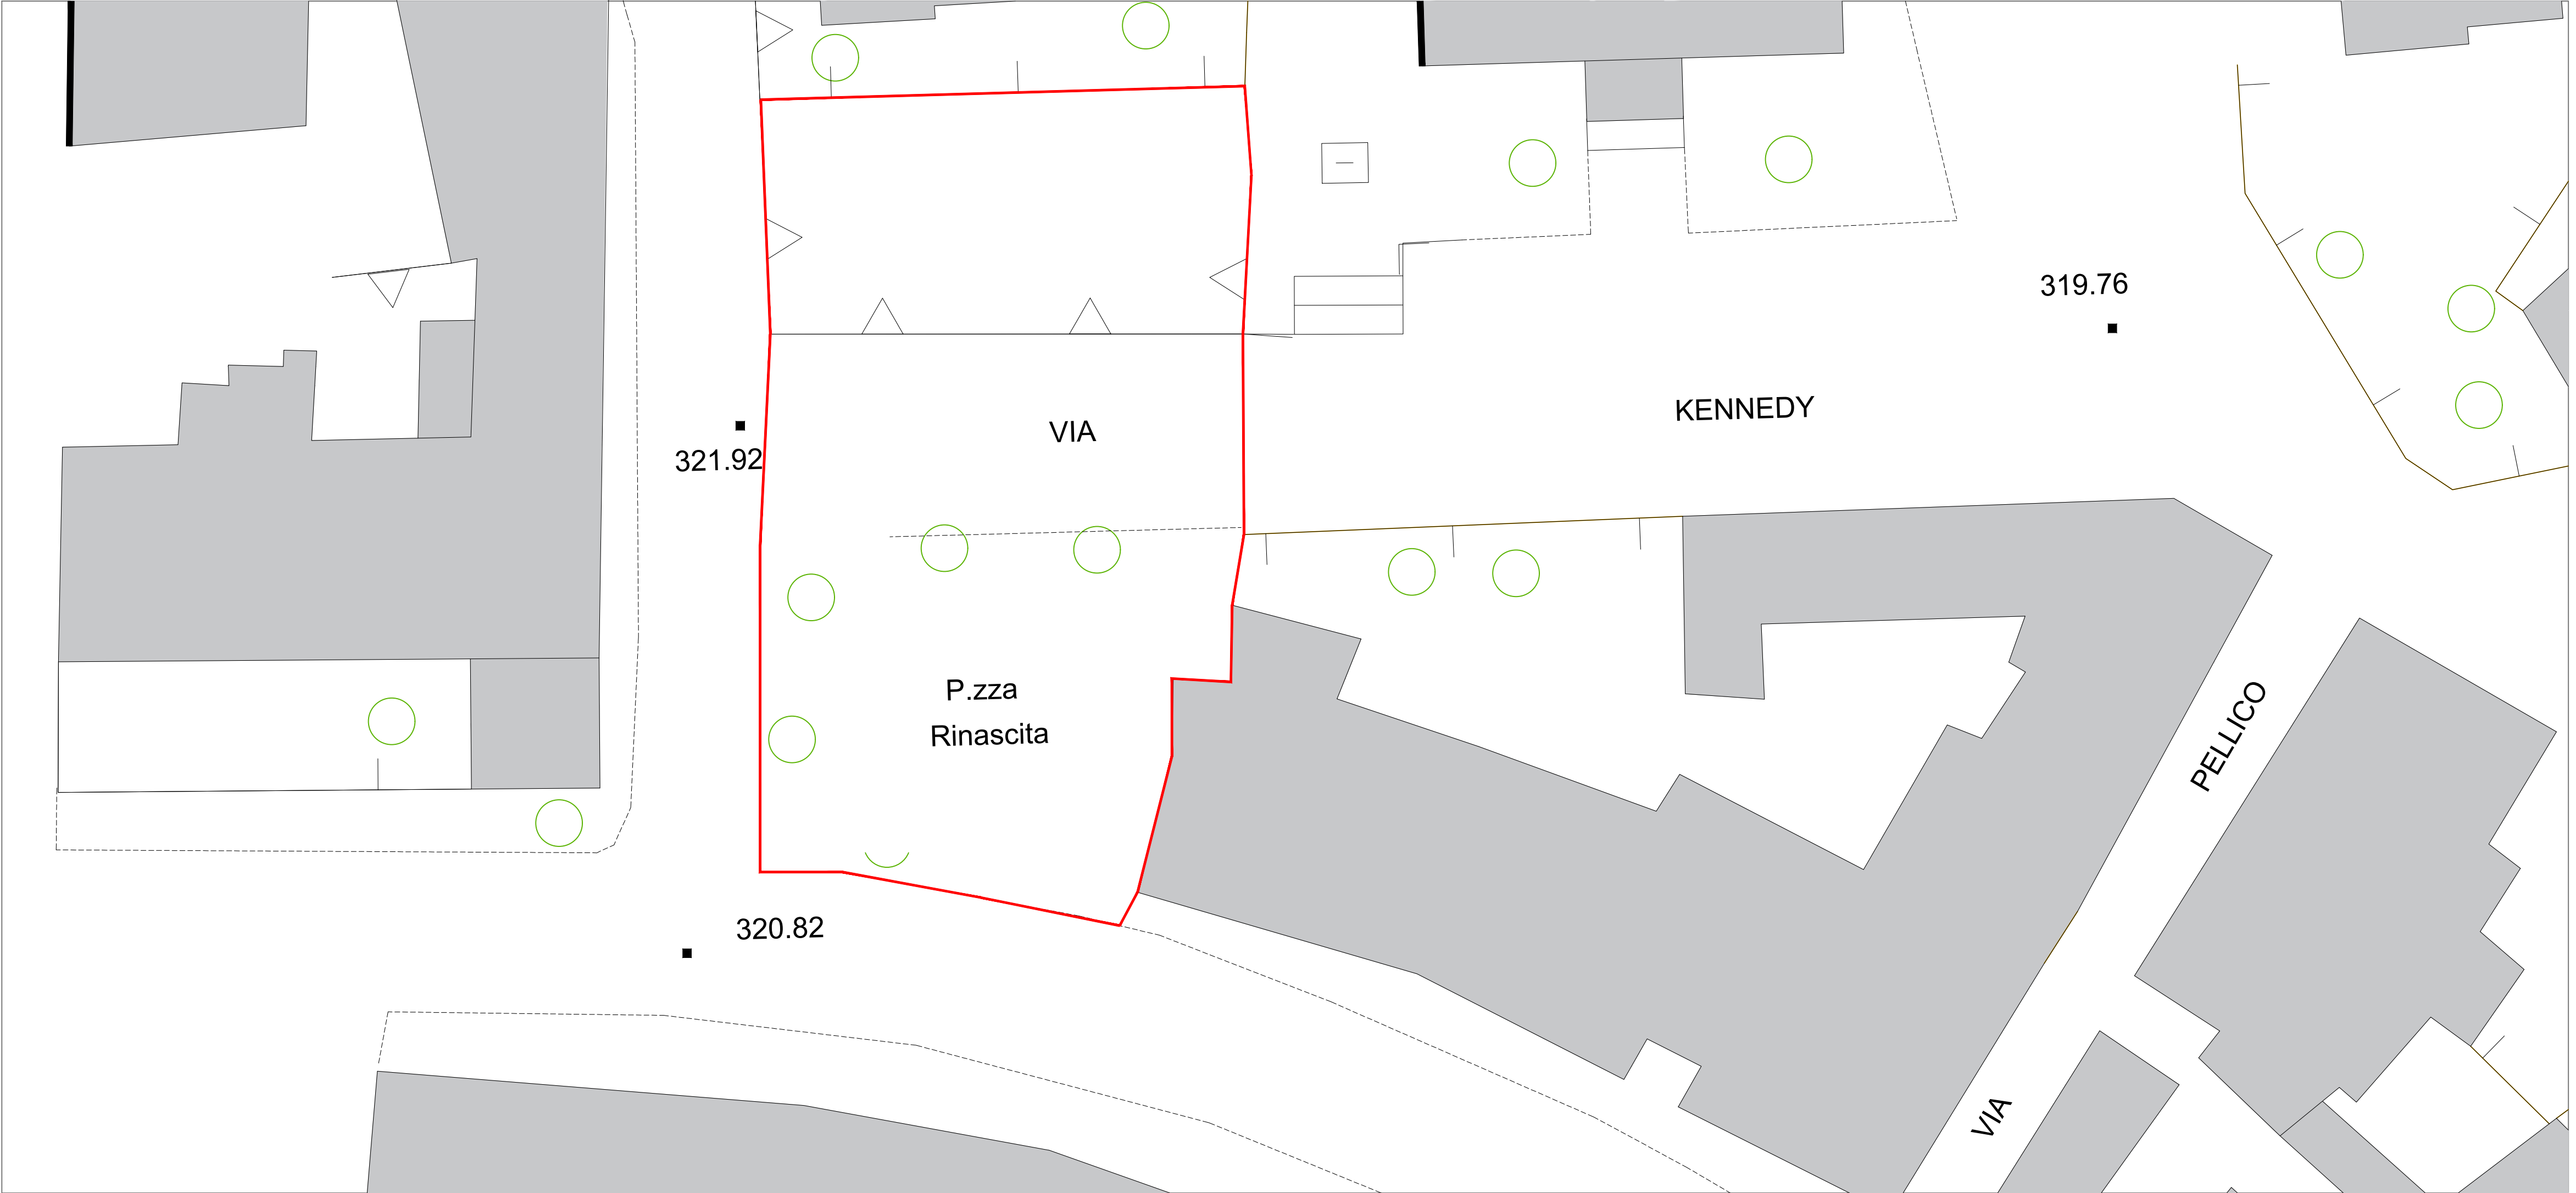 319.76
VIA KENNEDY
321.92
P.zza
Rinascita
320.82
VIA PELLICO